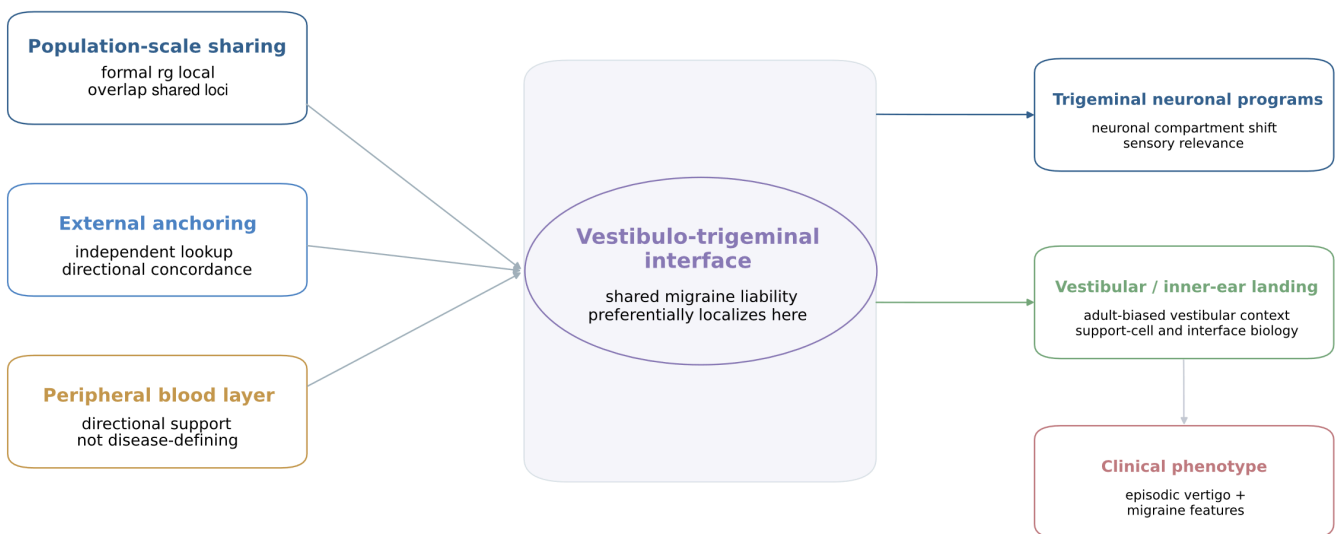 Population-scale sharing
formal rg local
overlap shared loci
External anchoring
independent lookup
directional concordance
Peripheral blood layer
directional support
not disease-defining
Vestibulo-trigeminal
interface
shared migraine liability
preferentially localizes here
Trigeminal neuronal programs
neuronal compartment shift
sensory relevance
Vestibular / inner-ear landing
adult-biased vestibular context
support-cell and interface biology
Clinical phenotype
episodic vertigo +
migraine features